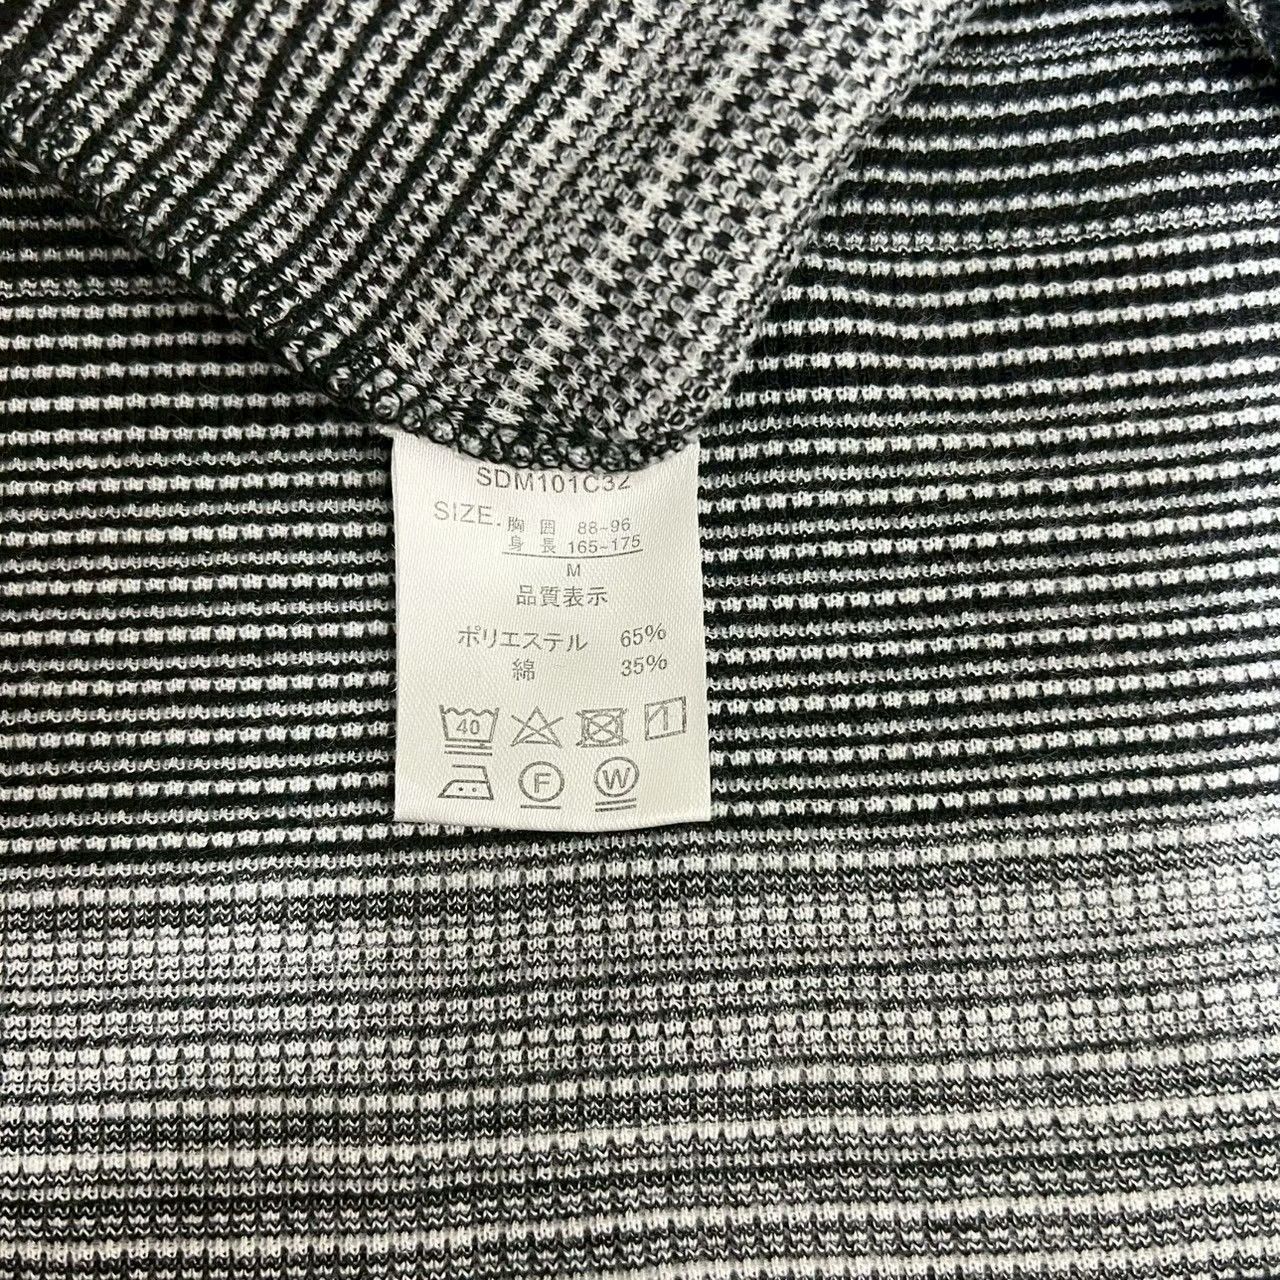 SDM101C32
SIZE. 胸囲 88~96
身長 165~175
M
品質表示
ポリエステル 65%
綿 35%
40
F W